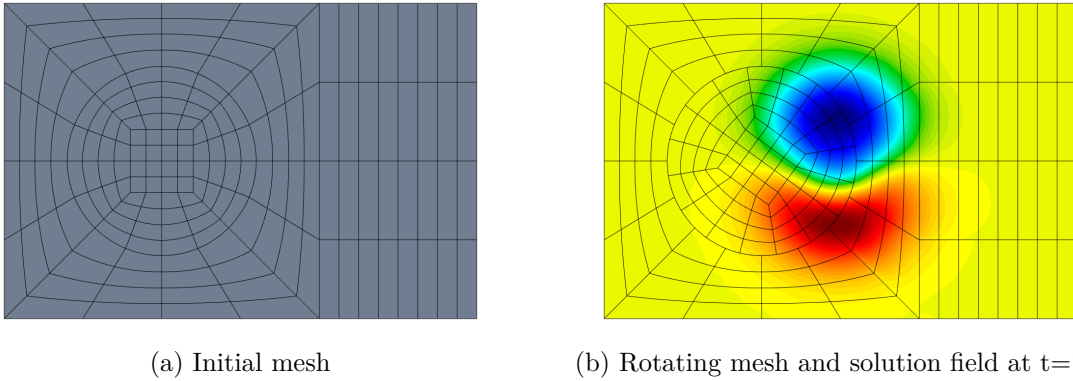 (a) Initial mesh
(b) Rotating mesh and solution field at t=